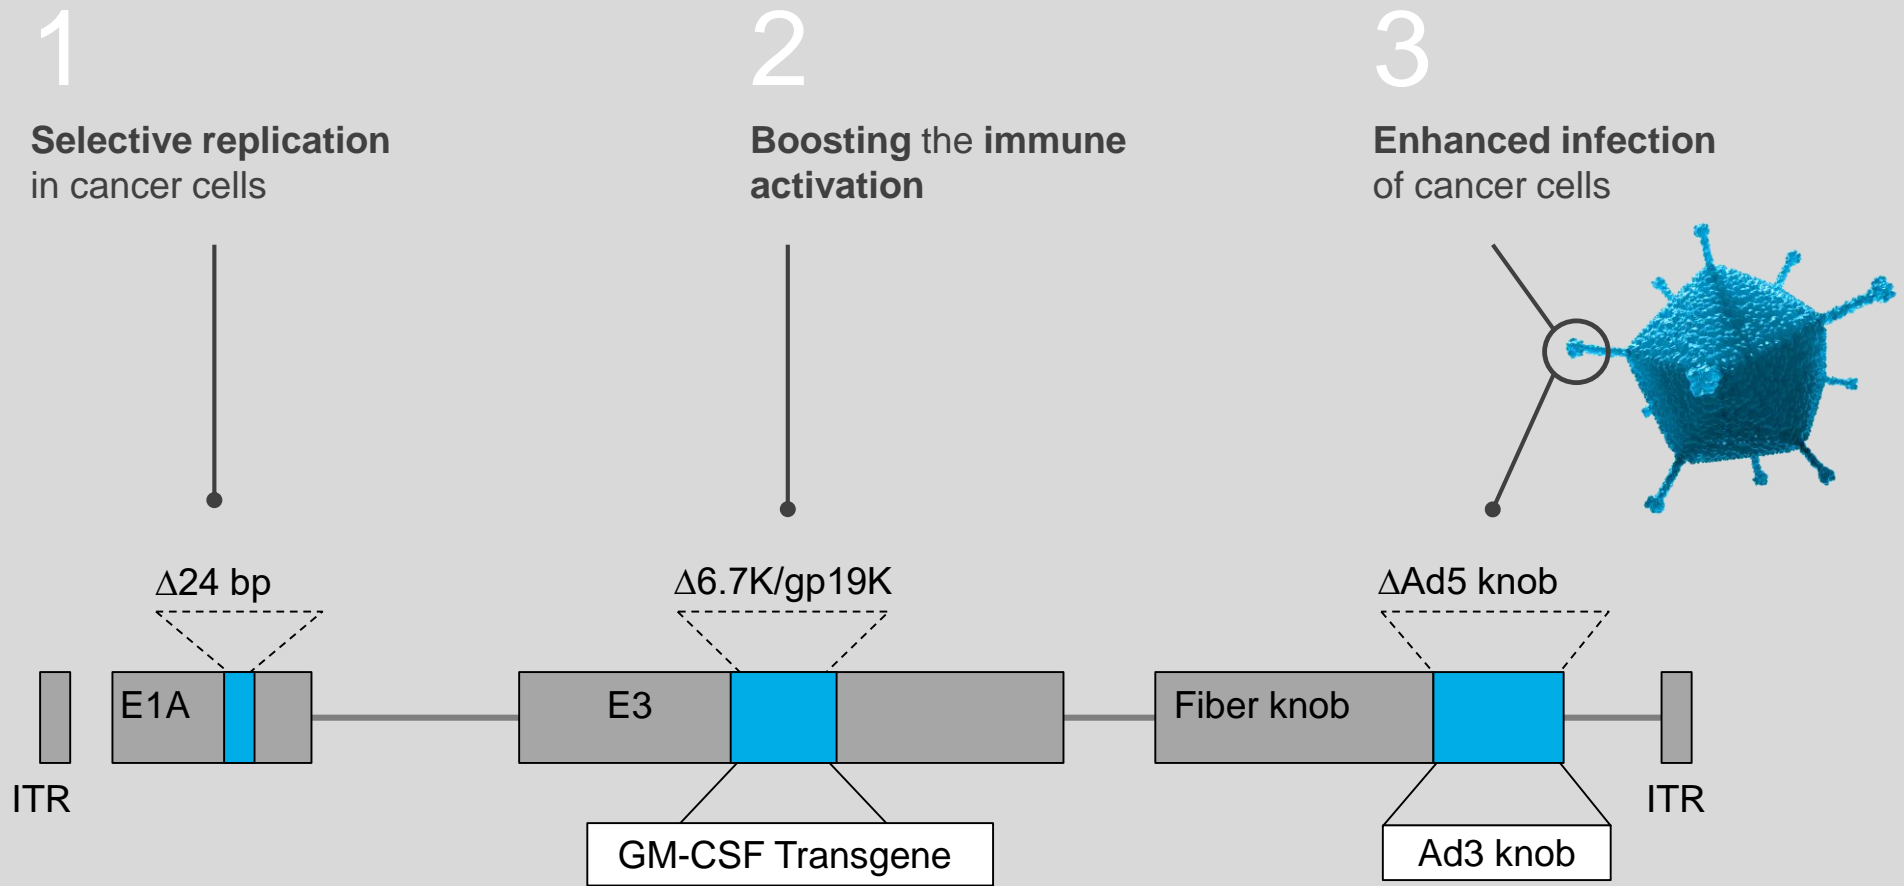 1
Selective replication
in cancer cells
2
Boosting the immune
activation
3
Enhanced infection
of cancer cells
Δ24 bp
Δ6.7K/gp19K
ΔAd5 knob
E1A
E3
Fiber knob
ITR
ITR
GM-CSF Transgene
Ad3 knob